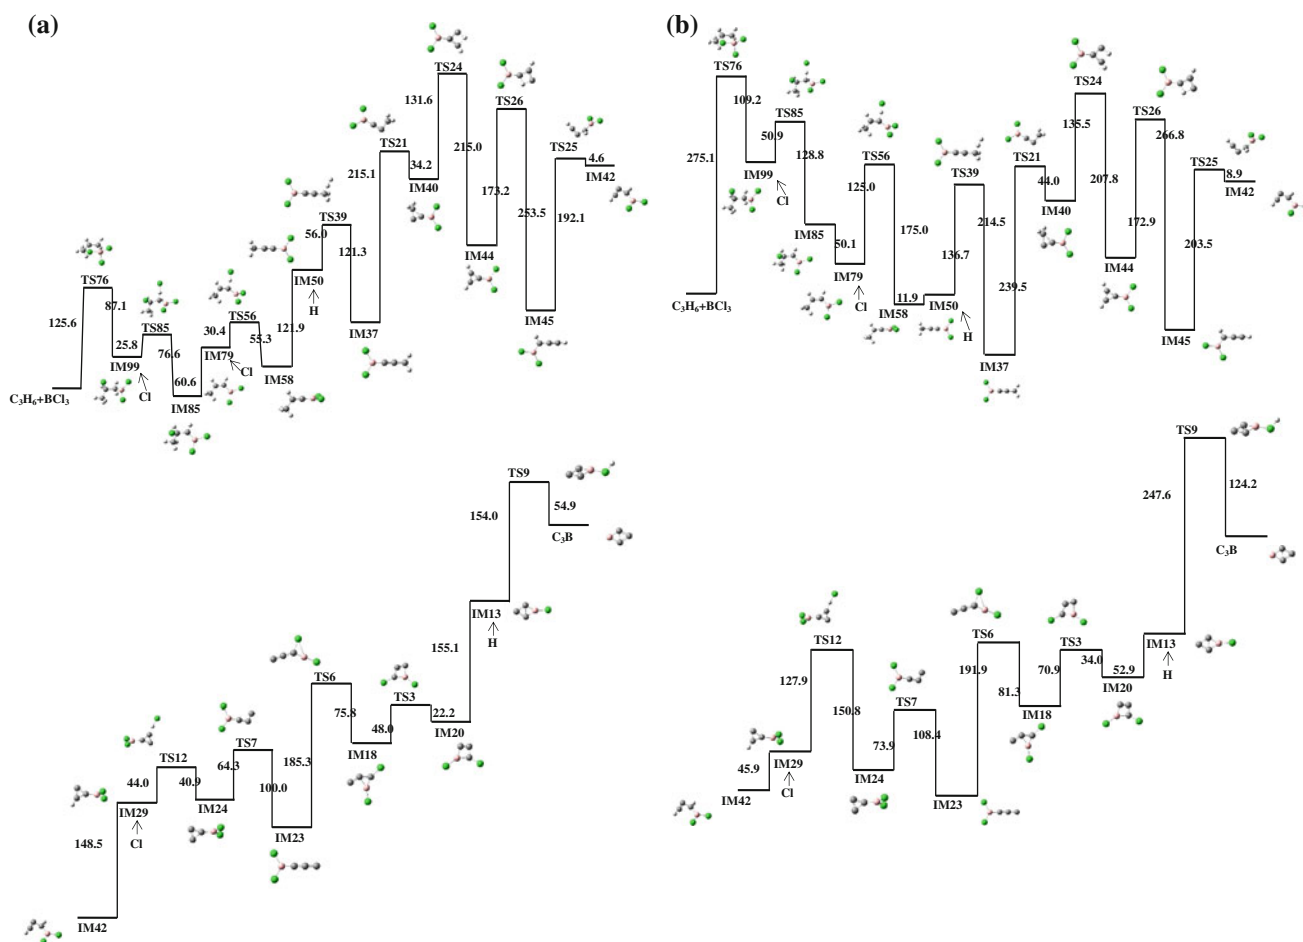 (a)
TS24
131.6
TS26
TS21
215.0
TS25
4.6
34.2
IM42
215.1
IM40
173.2
TS39
253.5
192.1
56.0
121.3
IM44
IM50
H
TS76
87.1
125.6
TS85
TS56
30.4
121.9
IM37
IM45
25.8
IM79
55.3
IM99
76.6
Cl
IM58
60.6
Cl
C3H6+BCl3
IM85
TS9
154.0
54.9
C3B
IM13
H
155.1
TS6
TS3
75.8
48.0
22.2
IM20
IM18
185.3
TS7
TS12
64.3
44.0
40.9
100.0
IM29
IM24
Cl
IM23
148.5
IM42
(b)
TS76
109.2
TS85
275.1
50.9
128.8
IM99
Cl
TS56
125.0
IM85
50.1
175.0
IM79
Cl
11.9
IM58
IM50
H
C3H6+BCl3
TS39
136.7
214.5
TS21
44.0
IM40
239.5
IM37
TS24
135.5
207.8
TS26
266.8
172.9
IM44
TS25
8.9
IM42
203.5
IM45
TS9
247.6
124.2
C3B
IM13
H
TS12
TS6
TS3
127.9
191.9
70.9
34.0
52.9
150.8
81.3
IM20
TS7
IM18
73.9
108.4
45.9
IM29
IM24
IM42
Cl
IM23